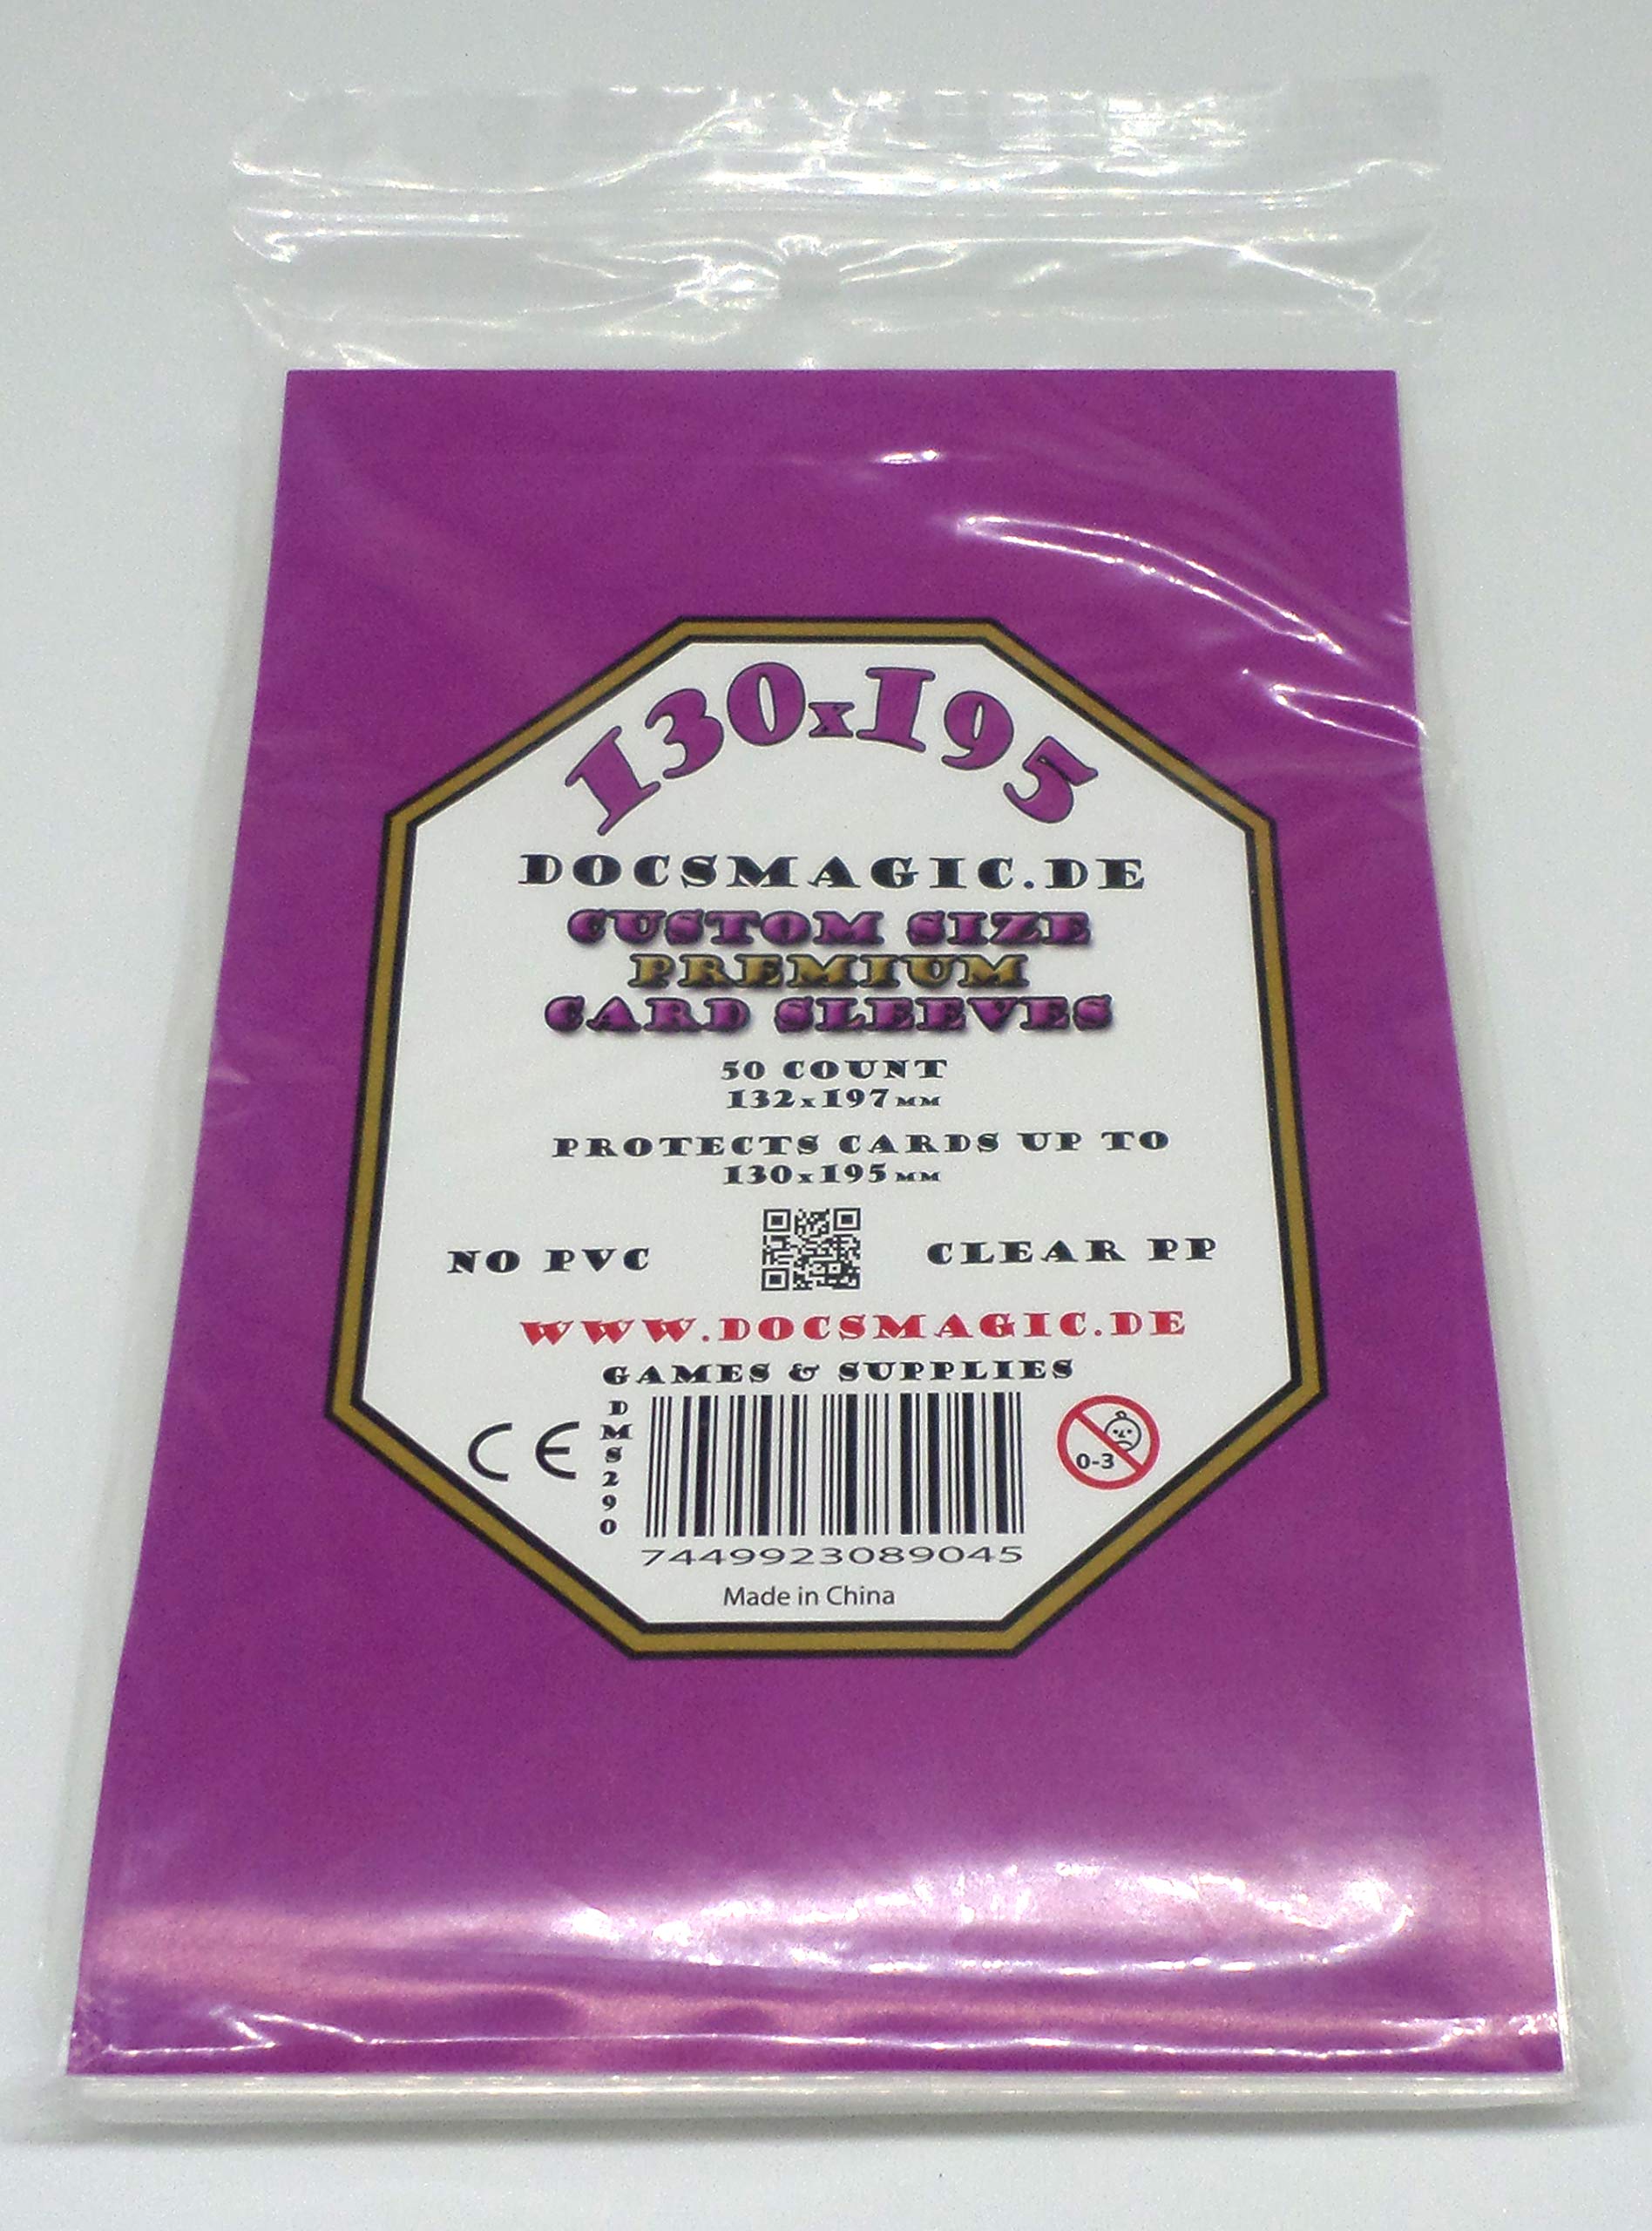 130x195
DOCSMAGIC.DE
CUSTOM SIZE
PREMIUM
CARD SLEEVES
50 COUNT
132x197MM
PROTECTS CARDS UP TO
130x195MM
NO PVC CLEAR PP
WWW.DOCSMAGIC.DE
GAMES & SUPPLIES
CE
DMS290
0-3
7449923089045
Made in China